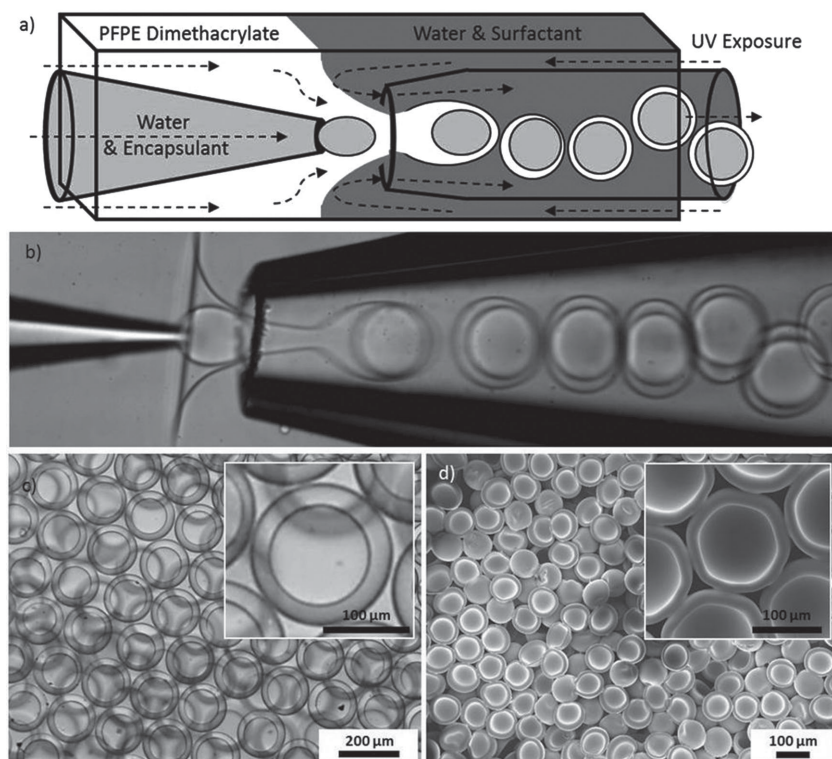 a)
PFPE Dimethacrylate
Water & Surfactant
UV Exposure
Water
& Encapsulant
b)
c)
100 µm
200 µm
d)
100 µm
100 µm